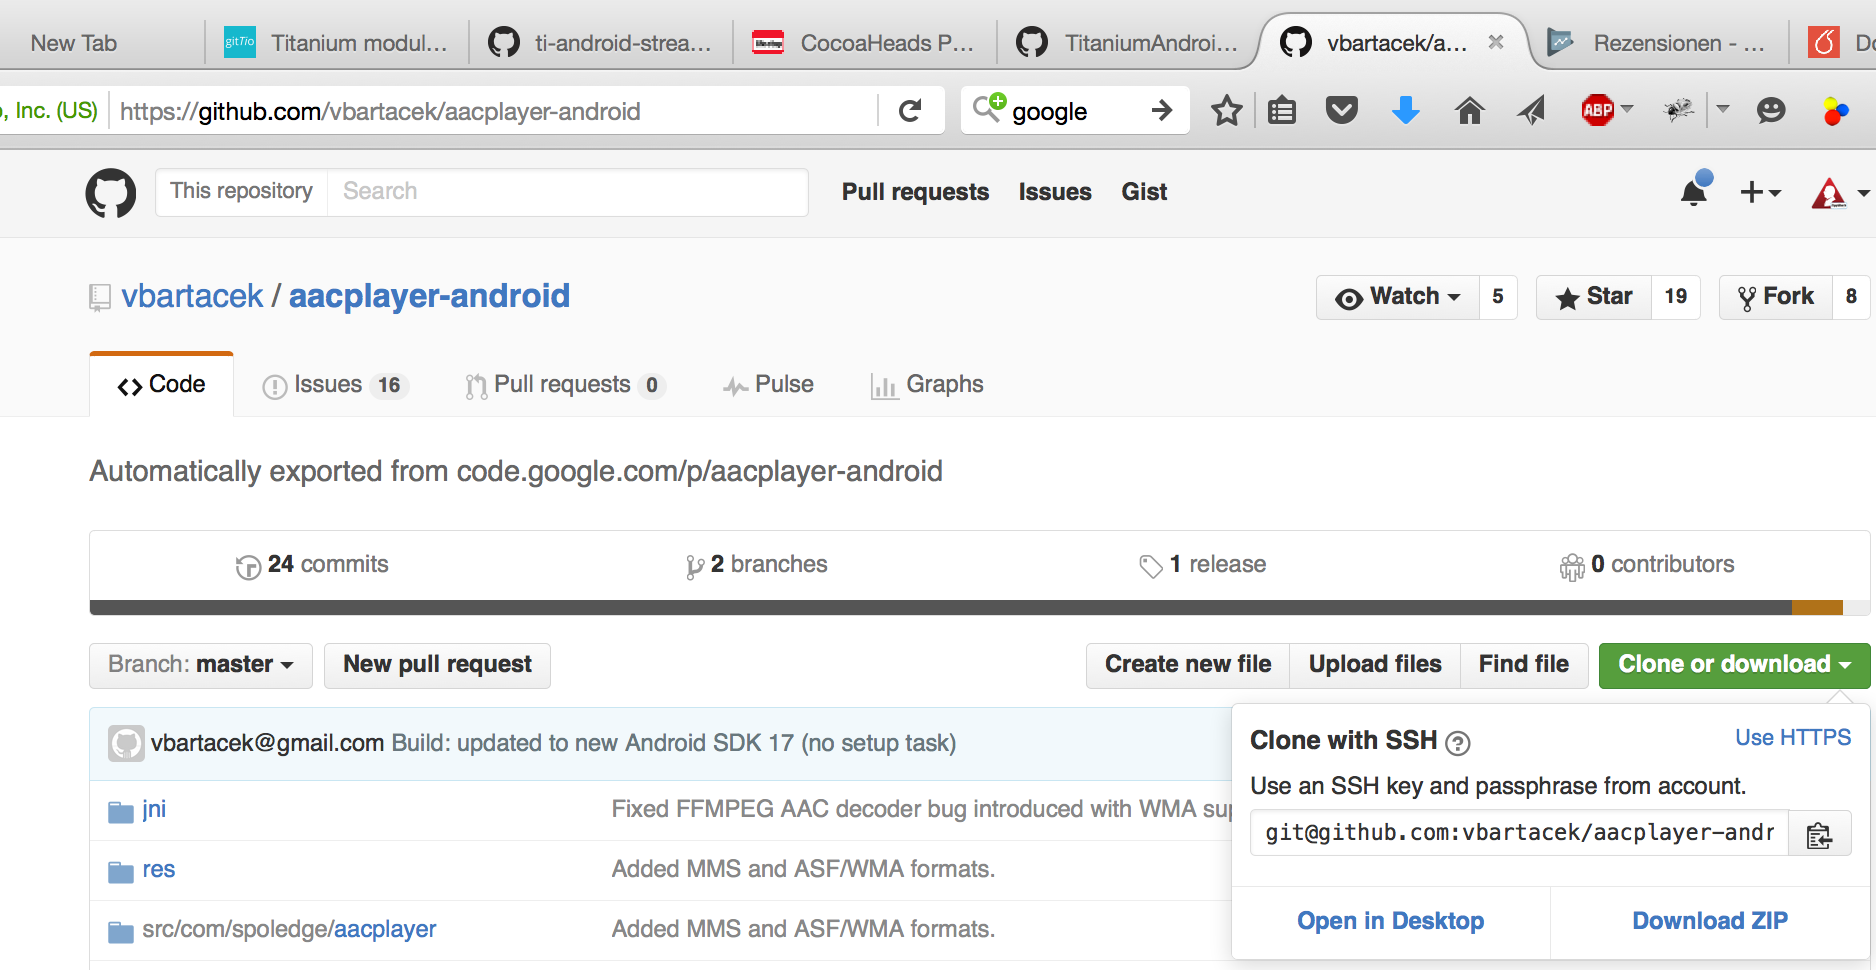 New Tab
gitTio
Titanium modul...
ti-android-strea...
CocoaHeads P...
TitaniumAndroi...
vbartacek/a...
Rezensionen - ...
Do
, Inc. (US)
https://github.com/vbartacek/aacplayer-android
google
ABP
This repository
Search
Pull requests
Issues
Gist
vbartacek / aacplayer-android
Watch 5
Star 19
Fork 8
Code
Issues 16
Pull requests 0
Pulse
Graphs
Automatically exported from code.google.com/p/aacplayer-android
24 commits
2 branches
1 release
0 contributors
Branch: master
New pull request
Create new file
Upload files
Find file
Clone or download
vbartacek@gmail.com Build: updated to new Android SDK 17 (no setup task)
Clone with SSH
Use HTTPS
Use an SSH key and passphrase from account.
git@github.com:vbartacek/aacplayer-andr
Open in Desktop
Download ZIP
jni
Fixed FFMPEG AAC decoder bug introduced with WMA sup
res
Added MMS and ASF/WMA formats.
src/com/spoledge/aacplayer
Added MMS and ASF/WMA formats.